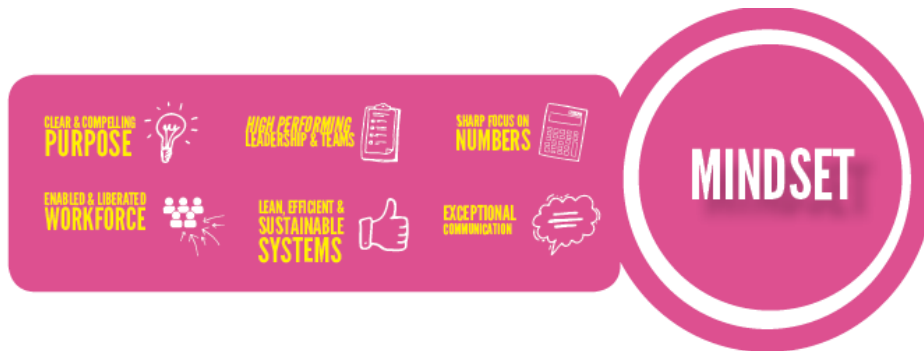 CLEAR & COMPELLING
PURPOSE
HIGH PERFORMING
LEADERSHIP & TEAMS
SHARP FOCUS ON
NUMBERS
ENABLED & LIBERATED
WORKFORCE
LEAN, EFFICIENT &
SUSTAINABLE
SYSTEMS
EXCEPTIONAL
COMMUNICATION
MINDSET